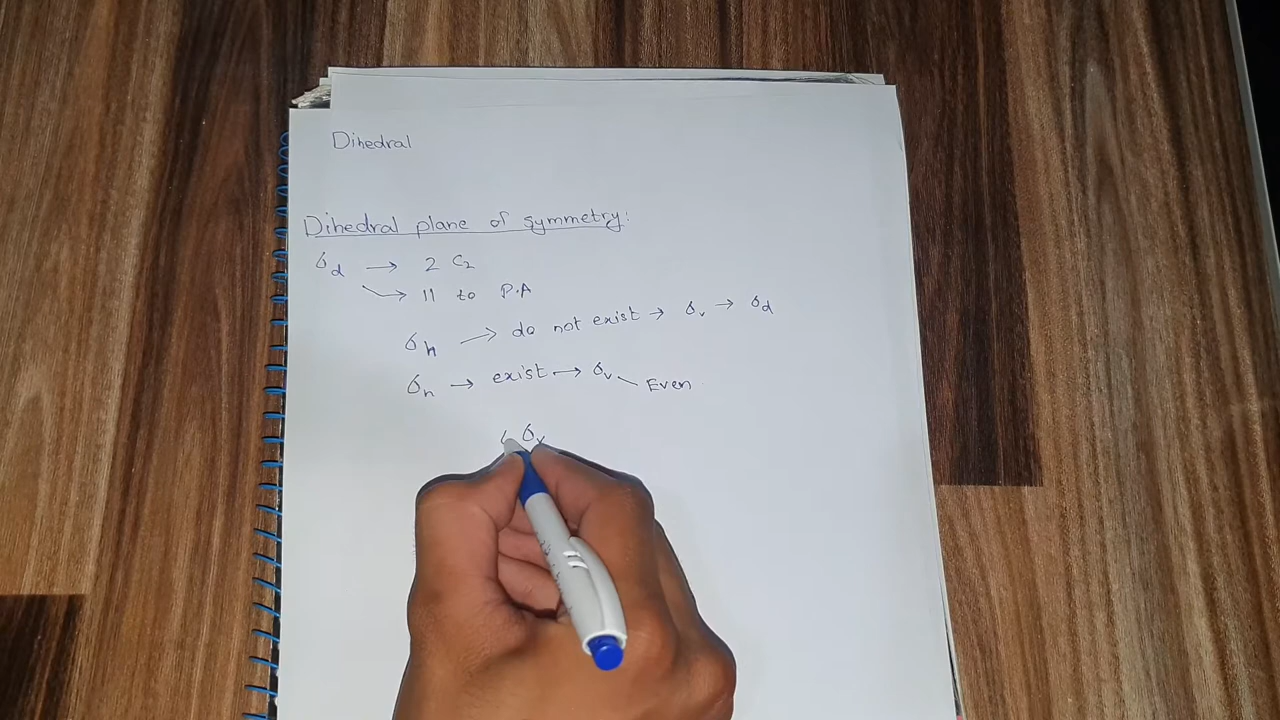 Dihedral
Dihedral plane of symmetry:
σd → 2 C2
→ 11 to P.A
σh → do not exist → σv → σd
σh → exist → σv Even
σv